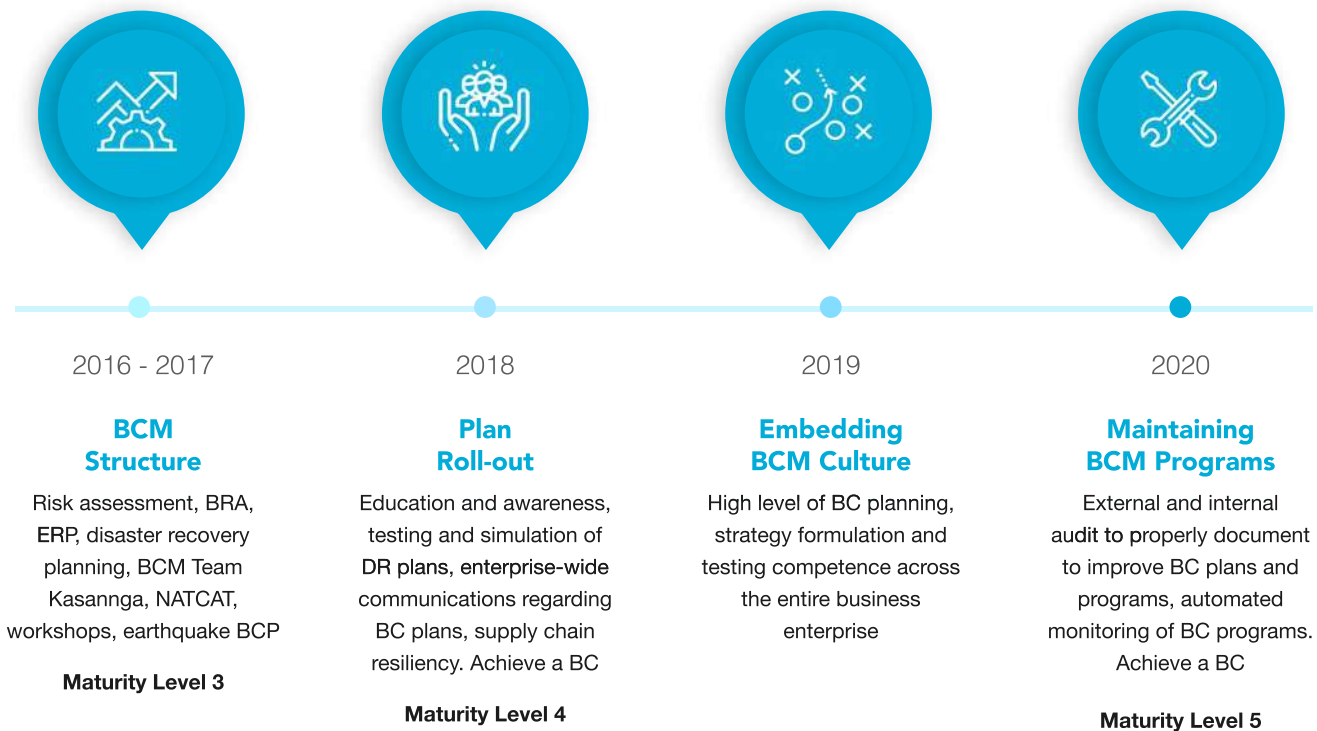 2016 - 2017
BCM
Structure
Risk assessment, BRA,
ERP, disaster recovery
planning, BCM Team
Kasannga, NATCAT,
workshops, earthquake BCP
Maturity Level 3
2018
Plan
Roll-out
Education and awareness,
testing and simulation of
DR plans, enterprise-wide
communications regarding
BC plans, supply chain
resiliency. Achieve a BC
Maturity Level 4
2019
Embedding
BCM Culture
High level of BC planning,
strategy formulation and
testing competence across
the entire business
enterprise
2020
Maintaining
BCM Programs
External and internal
audit to properly document
to improve BC plans and
programs, automated
monitoring of BC programs.
Achieve a BC
Maturity Level 5